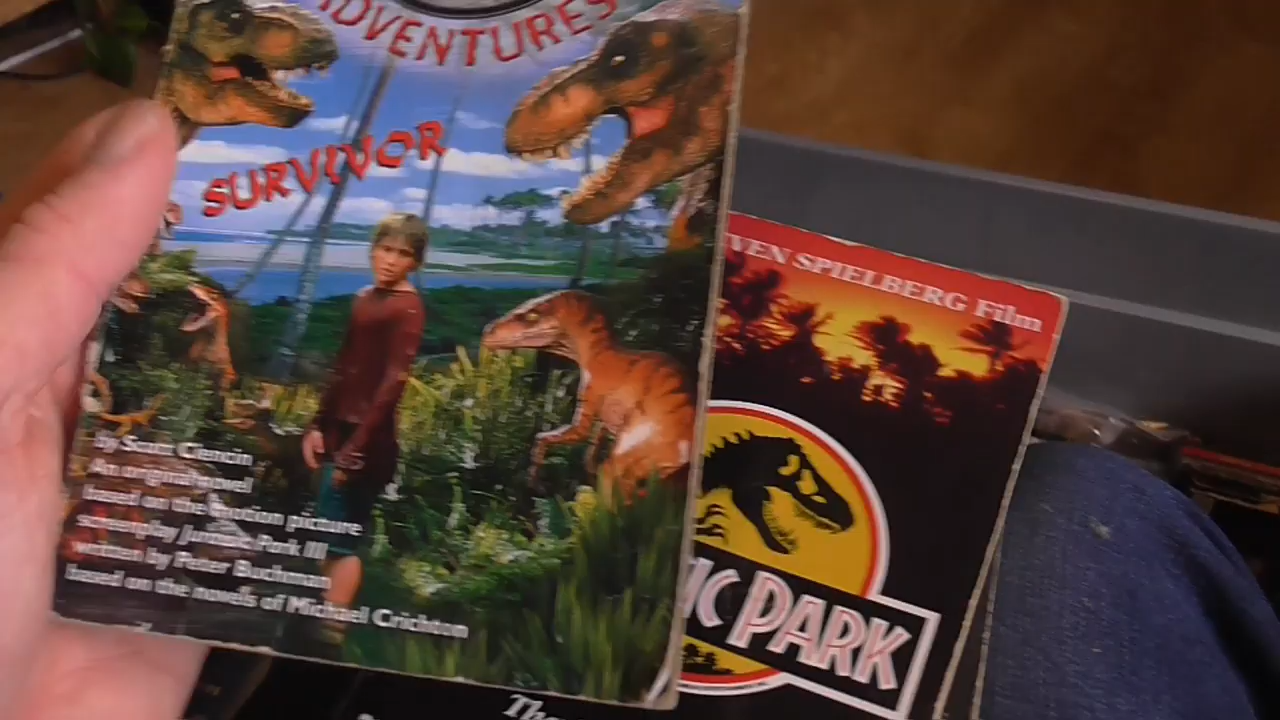 ADVENTURES
SURVIVOR
by Scott Ciencin
An original novel
based on the motion picture
screenplay Jurassic Park III
written by Peter Buchman
based on the novels of Michael Crichton
VEN SPIELBERG Film
IC PARK
The